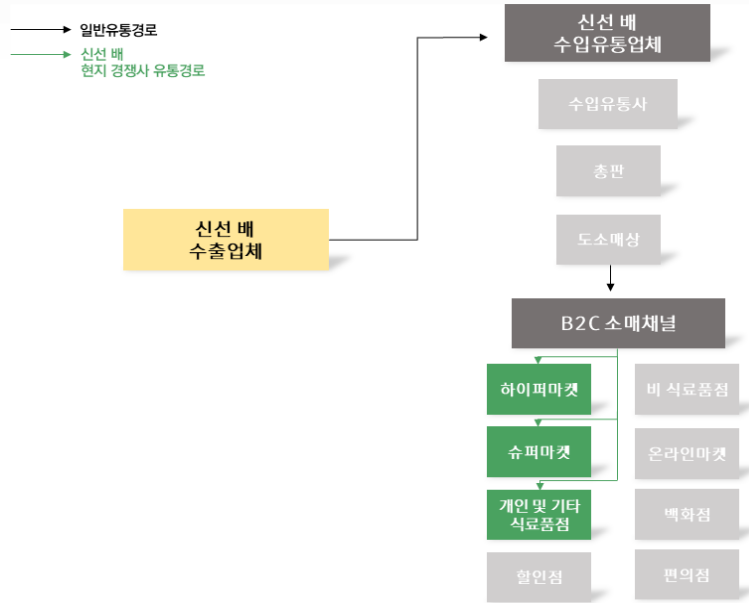 일반유통경로
신선 배
현지 경쟁사 유통경로
신선 배
수입유통업체
수입유통사
총판
도소매상
신선 배
수출업체
B2C 소매채널
하이퍼마켓
비 식료품점
슈퍼마켓
온라인마켓
개인 및 기타
식료품점
백화점
할인점
편의점